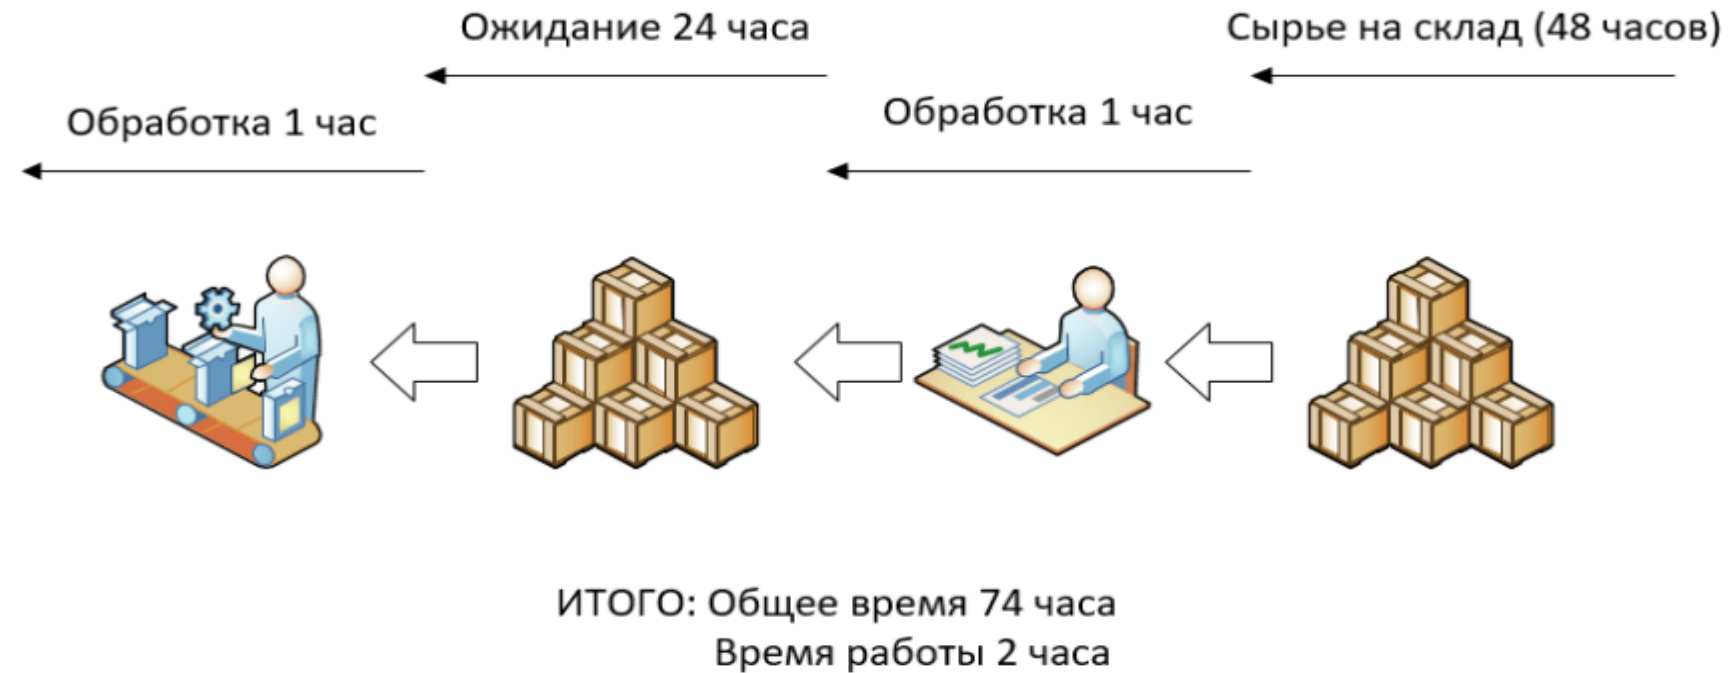 Ожидание 24 часа
Сырье на склад (48 часов)
Обработка 1 час
Обработка 1 час
ИТОГО: Общее время 74 часа
Время работы 2 часа